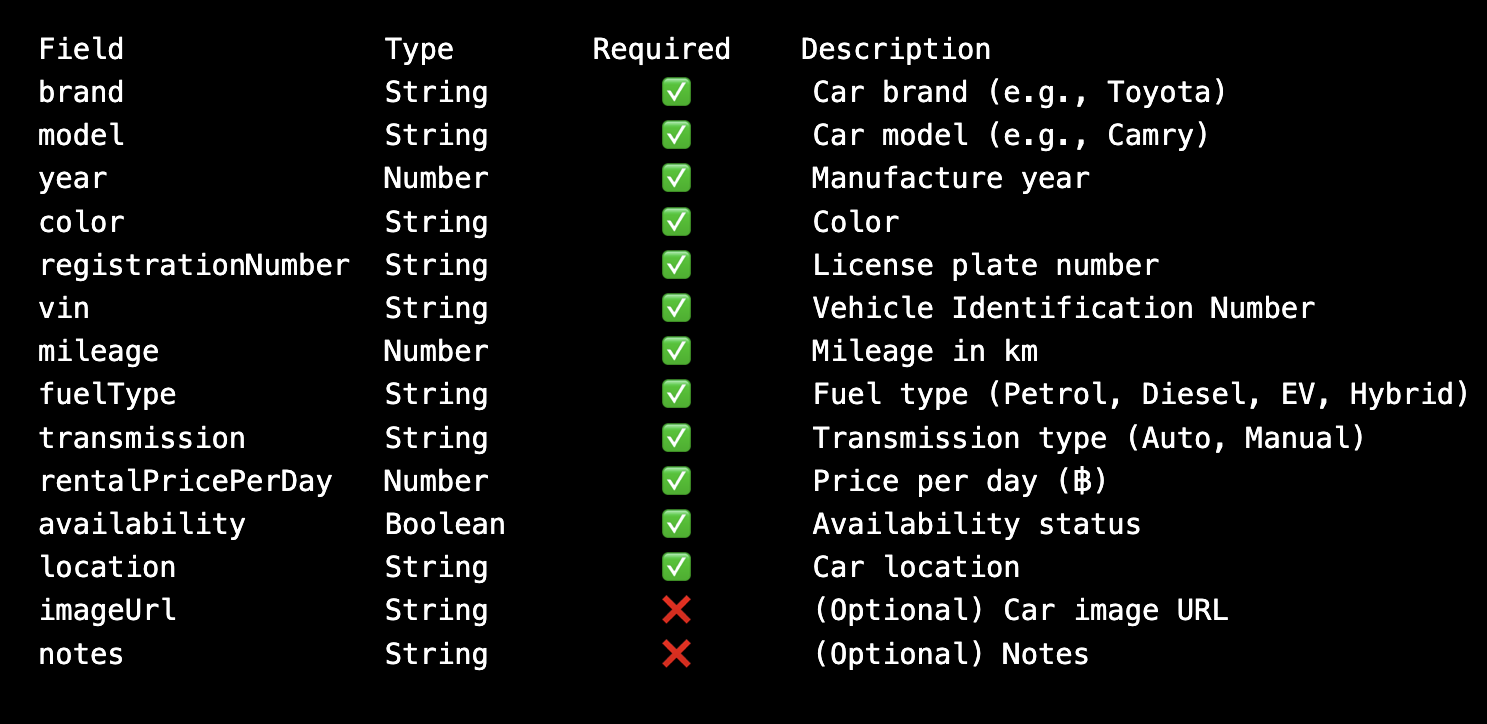 Field Type Required Description
brand String ✅ Car brand (e.g., Toyota)
model String ✅ Car model (e.g., Camry)
year Number ✅ Manufacture year
color String ✅ Color
registrationNumber String ✅ License plate number
vin String ✅ Vehicle Identification Number
mileage Number ✅ Mileage in km
fuelType String ✅ Fuel type (Petrol, Diesel, EV, Hybrid)
transmission String ✅ Transmission type (Auto, Manual)
rentalPricePerDay Number ✅ Price per day (฿)
availability Boolean ✅ Availability status
location String ✅ Car location
imageUrl String ❌ (Optional) Car image URL
notes String ❌ (Optional) Notes